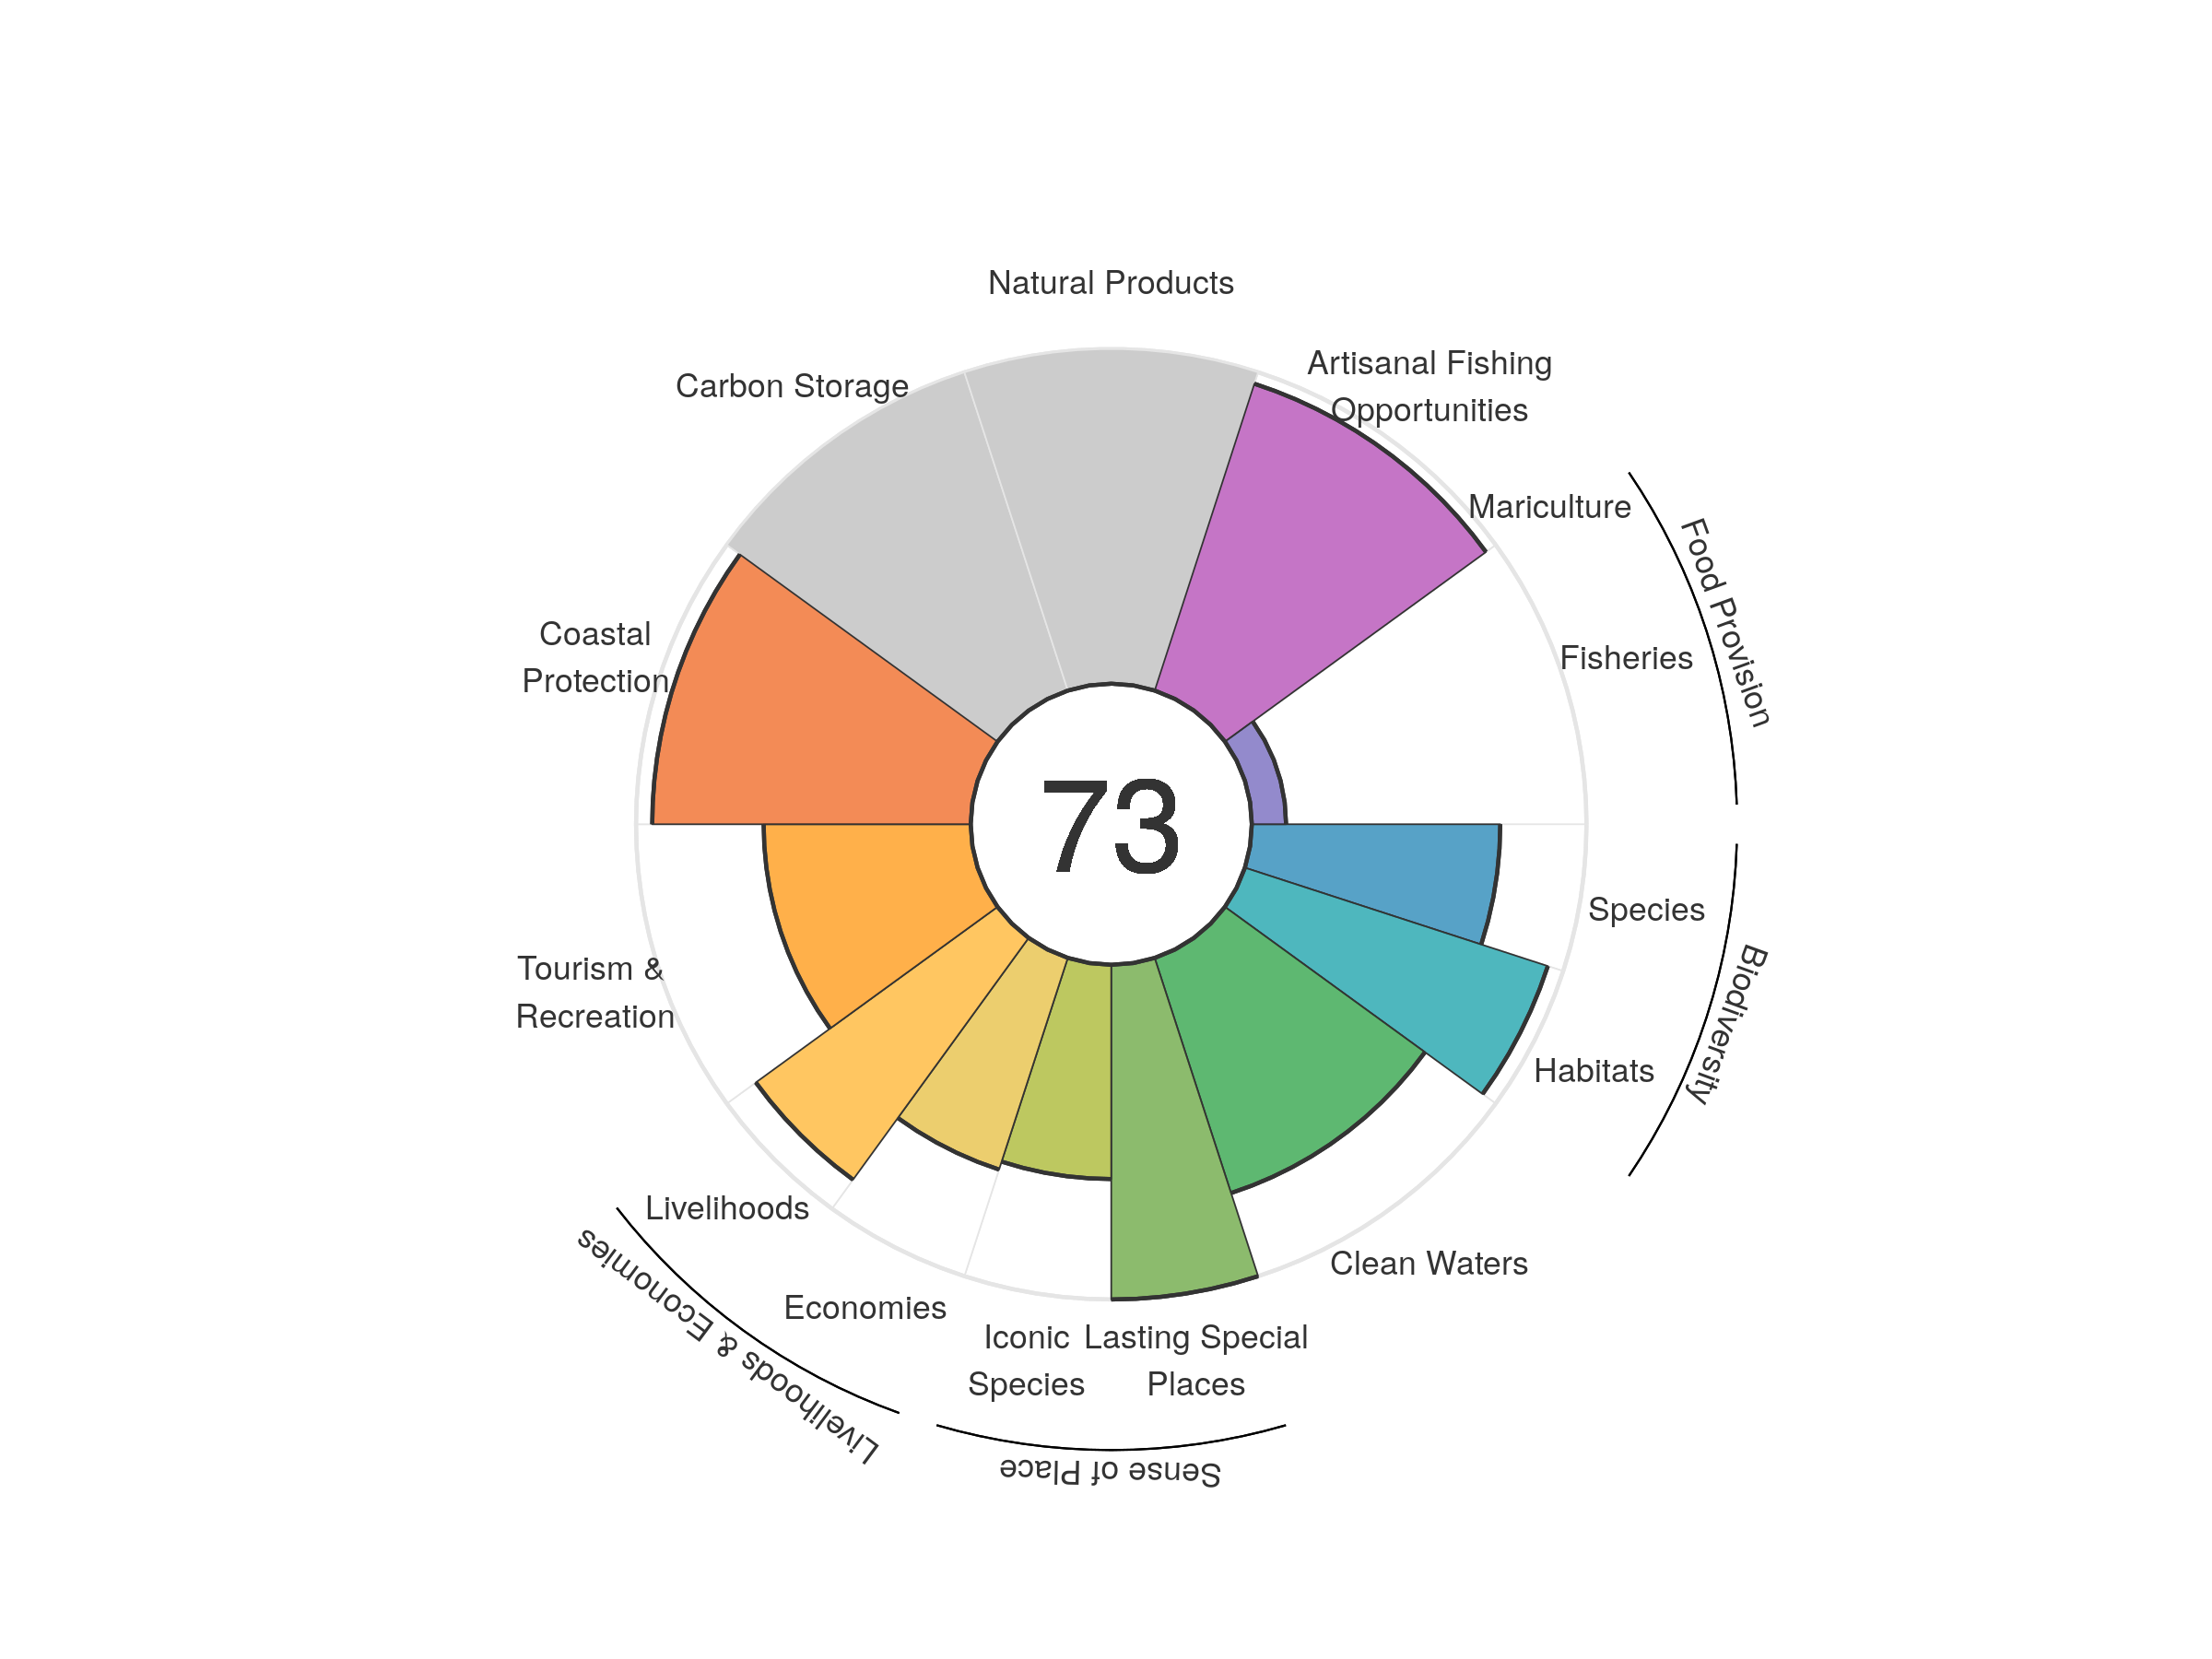 Natural Products
Artisanal Fishing
Opportunities
Carbon Storage
Mariculture
Food Provision
Coastal
Protection
Fisheries
73
Species
Biodiversity
Tourism &
Recreation
Habitats
Livelihoods
Clean Waters
Livelihoods & Economies
Economies
Iconic
Species
Lasting Special
Places
Sense of Place